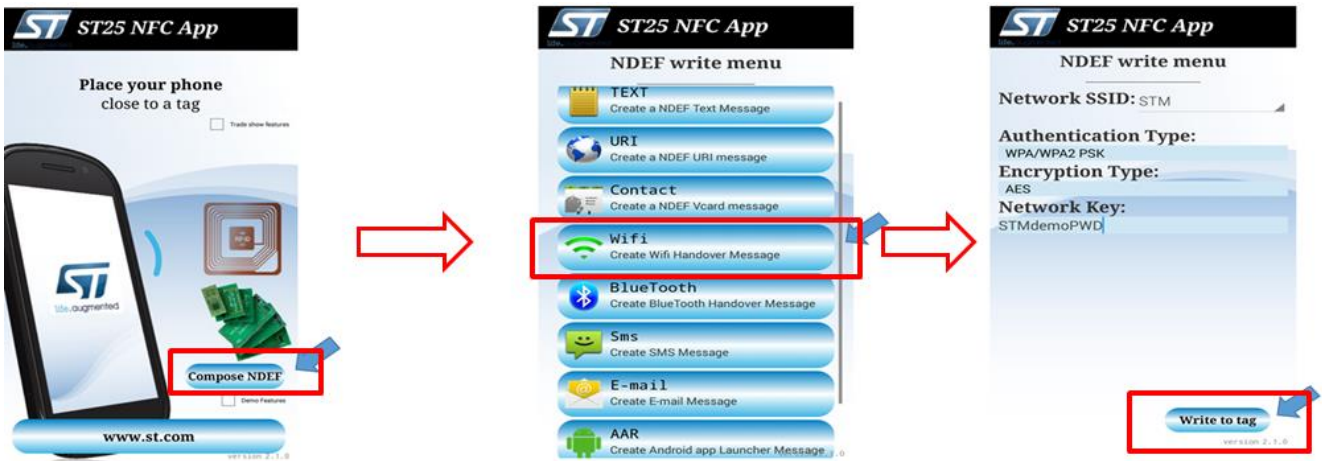 ST25 NFC App
Place your phone
close to a tag
Trade show features
RFID
life.augmented
Compose NDEF
Demo Features
www.st.com
version 2.1.0
ST25 NFC App
NDEF write menu
TEXT
Create a NDEF Text Message
URI
Create a NDEF URI message
Contact
Create a NDEF Vcard message
Wifi
Create Wifi Handover Message
BlueTooth
Create BlueTooth Handover Message
Sms
Create SMS Message
E-mail
Create E-mail Message
AAR
Create Android app Launcher Message
ST25 NFC App
NDEF write menu
Network SSID: STM
Authentication Type:
WPA/WPA2 PSK
Encryption Type:
AES
Network Key:
STMdemoPWD
Write to tag
version 2.1.0